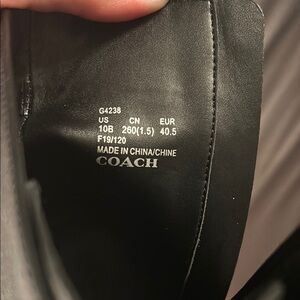 G4238
US CN EUR
10B 260(1.5) 40.5
F19/120
MADE IN CHINA/CHINE
COACH